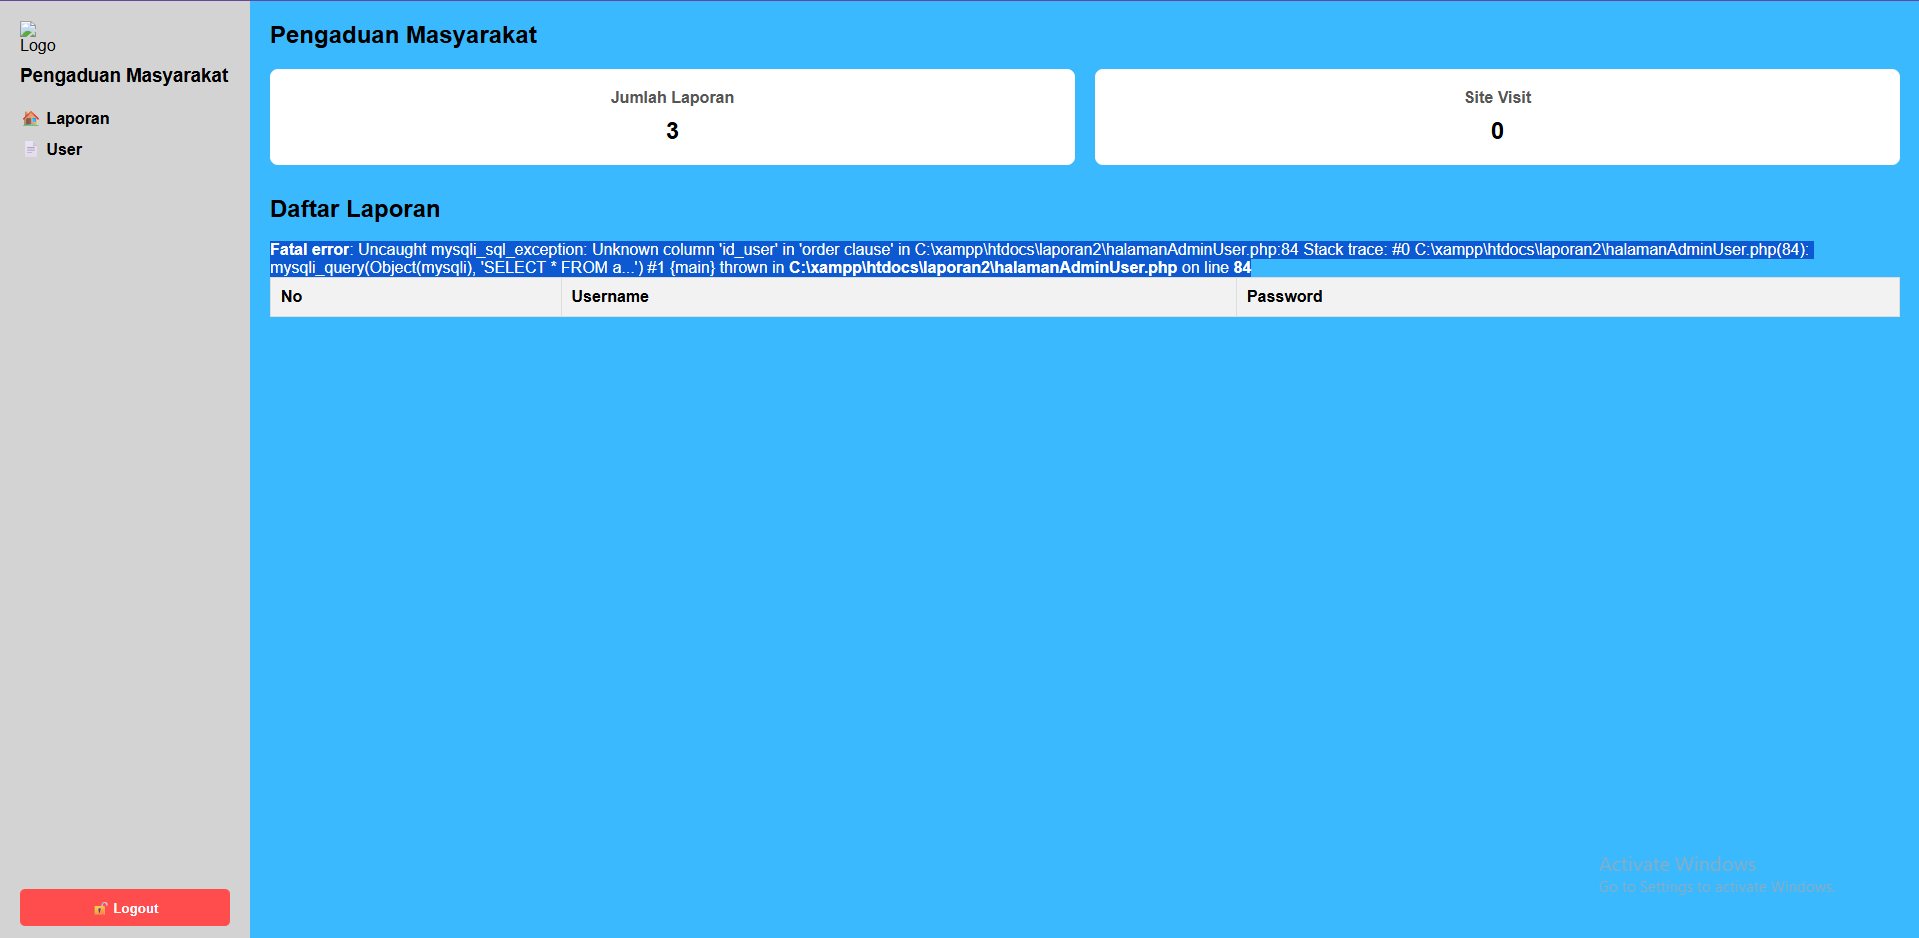 Logo
Pengaduan Masyarakat
Laporan
User
Logout
Pengaduan Masyarakat
Jumlah Laporan
3
Site Visit
0
Daftar Laporan
Fatal error: Uncaught mysqli_sql_exception: Unknown column 'id_user' in 'order clause' in C:\xampp\htdocs\laporan2\halamanAdminUser.php:84 Stack trace: #0 C:\xampp\htdocs\laporan2\halamanAdminUser.php(84):
mysqli_query(Object(mysqli), 'SELECT * FROM a...') #1 {main} thrown in C:\xampp\htdocs\laporan2\halamanAdminUser.php on line 84
No Username Password
Activate Windows
Go to Settings to activate Windows.